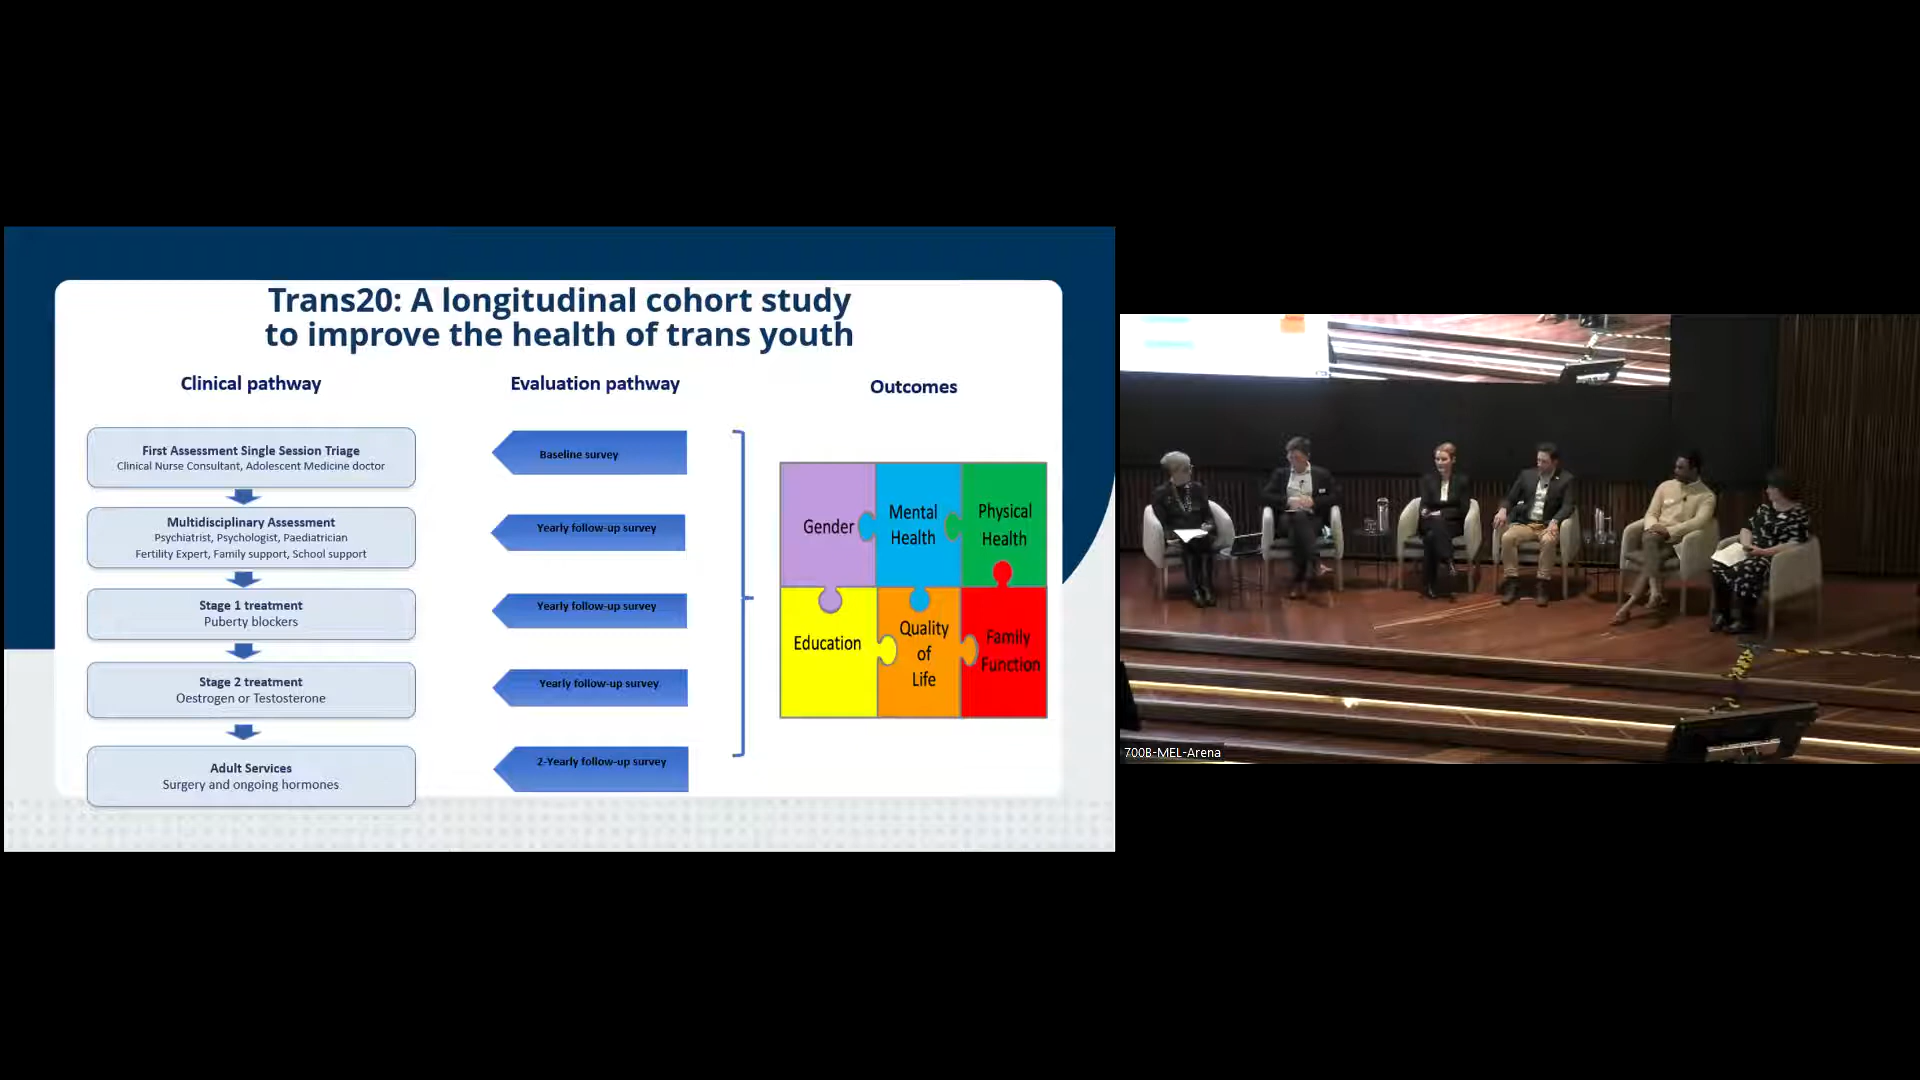 Trans20: A longitudinal cohort study
to improve the health of trans youth
Clinical pathway
First Assessment Single Session Triage
Clinical Nurse Consultant, Adolescent Medicine doctor
Multidisciplinary Assessment
Psychiatrist, Psychologist, Paediatrician
Fertility Expert, Family support, School support
Stage 1 treatment
Puberty blockers
Stage 2 treatment
Oestrogen or Testosterone
Adult Services
Surgery and ongoing hormones
Evaluation pathway
Baseline survey
Yearly follow-up survey
Yearly follow-up survey
Yearly follow-up survey
2-Yearly follow-up survey
Outcomes
Gender
Mental
Health
Physical
Health
Education
Quality
of
Life
Family
Function
700B-MEL-Arena